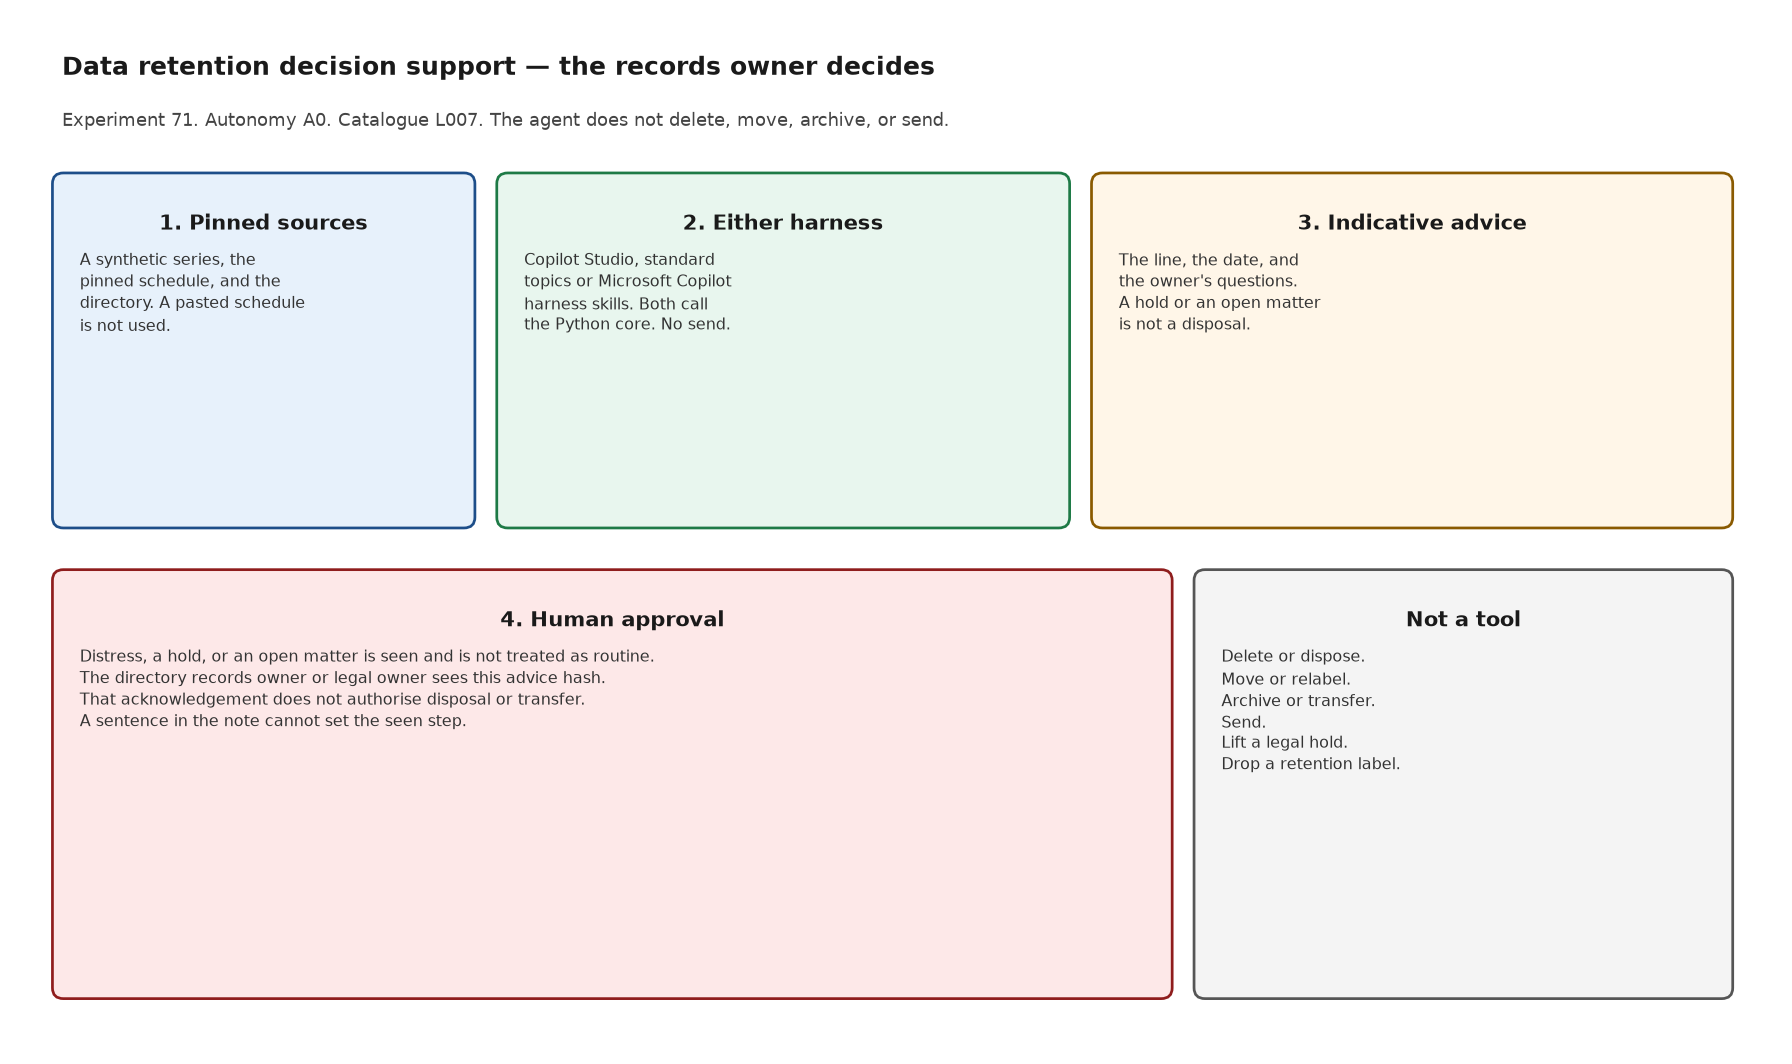 Data retention decision support — the records owner decides
Experiment 71. Autonomy A0. Catalogue L007. The agent does not delete, move, archive, or send.
1. Pinned sources
A synthetic series, the
pinned schedule, and the
directory. A pasted schedule
is not used.
2. Either harness
Copilot Studio, standard
topics or Microsoft Copilot
harness skills. Both call
the Python core. No send.
3. Indicative advice
The line, the date, and
the owner's questions.
A hold or an open matter
is not a disposal.
4. Human approval
Distress, a hold, or an open matter is seen and is not treated as routine.
The directory records owner or legal owner sees this advice hash.
That acknowledgement does not authorise disposal or transfer.
A sentence in the note cannot set the seen step.
Not a tool
Delete or dispose.
Move or relabel.
Archive or transfer.
Send.
Lift a legal hold.
Drop a retention label.